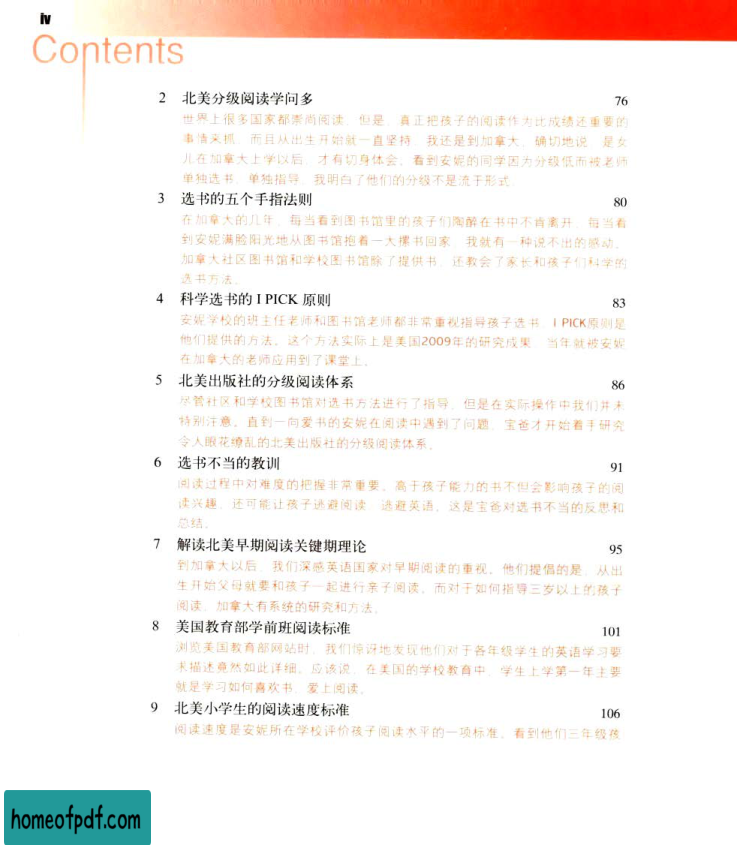 iv
Contents
2 北美分级阅读学问多 76
世界上很多国家都崇尚阅读，但是，真正把孩子的阅读作为比成绩还重要的
事情来抓，而且从出生开始就一直坚持，我还是到加拿大，确切地说，是女
儿在加拿大上学以后，才有切身体会。看到安妮的同学因为分级低而被老师
单独选书，单独指导，我明白了他们的分级不是流于形式。
3 选书的五个手指法则 80
在加拿大的几年，每当看到图书馆里的孩子们陶醉在书中不肯离开，每当看
到安妮满脸阳光地从图书馆抱着一大摞书回家，我就有一种说不出的感动。
加拿大社区图书馆和学校图书馆除了提供书，还教会了家长和孩子们科学的
选书方法。
4 科学选书的 I PICK 原则 83
安妮学校的班主任老师和图书馆老师都非常重视指导孩子选书，I PICK原则是
他们提供的方法。这个方法实际上是美国2009年的研究成果，当年就被安妮
在加拿大的老师应用到了课堂上。
5 北美出版社的分级阅读体系 86
尽管社区和学校图书馆对选书方法进行了指导，但是在实际操作中我们并未
特别注意。直到一向爱书的安妮在阅读中遇到了问题，宝爸才开始着手研究
令人眼花缭乱的北美出版社的分级阅读体系。
6 选书不当的教训 91
阅读过程中对难度的把握非常重要。高于孩子能力的书不但会影响孩子的阅
读兴趣，还可能让孩子逃避阅读，逃避英语，这是宝爸对选书不当的反思和
总结。
7 解读北美早期阅读关键期理论 95
到加拿大以后，我们深感英语国家对早期阅读的重视。他们提倡的是，从出
生开始父母就要和孩子一起进行亲子阅读，而对于如何指导三岁以上的孩子
阅读，加拿大有系统的研究和方法。
8 美国教育部学前班阅读标准 101
浏览美国教育部网站时，我们惊讶地发现他们对于各年级学生的英语学习要
求描述竟然如此详细。应该说，在美国的学校教育中，学生上学第一年主要
就是学习如何喜欢书，爱上阅读。
9 北美小学生的阅读速度标准 106
阅读速度是安妮所在学校评价孩子阅读水平的一项标准。看到他们三年级孩
homeofpdf.com